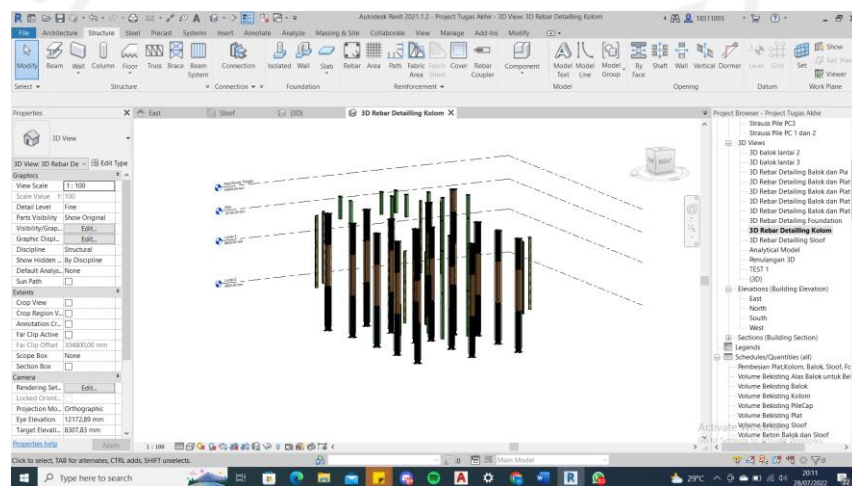 Autodesk Revit 2021.1.2 - Project Tugas Akhir - 3D View: 3D Rebar Detailling Kolom
18511093
File Architecture Structure Steel Precast Systems Insert Annotate Analyze Massing & Site Collaborate View Manage Add-Ins Modify
Modify Beam Wall Column Floor Truss Brace Beam System Connection Isolated Wall Slab Rebar Area Path Fabric Area Fabric Sheet Cover Rebar Coupler Component Model Text Model Line Model Group By Face Shaft Wall Vertical Dormer Level Grid Set Show
Viewer
Select Structure Connection Foundation Reinforcement Model Opening Datum Work Plane
Properties
East
Sloof
(3D)
3D Rebar Detailling Kolom
Project Browser - Project Tugas Akhir
3D View
3D View: 3D Rebar De
Edit Type
Graphics
View Scale 1 : 100
Scale Value 1: 100
Detail Level Fine
Parts Visibility Show Original
Visibility/Grap... Edit...
Graphic Displ... Edit...
Discipline Structural
Show Hidden ... By Discipline
Default Analys... None
Sun Path
Extents
Crop View
Crop Region V...
Annotation Cr...
Far Clip Active
Far Clip Offset 304800,00 mm
Scope Box None
Section Box
Camera
Rendering Set... Edit...
Locked Orient...
Projection Mo... Orthographic
Eye Elevation 12172,89 mm
Target Elevati... 8307,83 mm
Properties help
Apply
RIGHT
Strauss Pile PC3
Strauss Pile PC 1 dan 2
3D Views
3D balok lantai 2
3D balok lantai 3
3D Rebar Detailing Balok dan Pla
3D Rebar Detailing Balok dan Plat
3D Rebar Detailing Balok dan Plat
3D Rebar Detailing Balok dan Plat
3D Rebar Detailing Balok dan Plat
3D Rebar Detailing Foundation
3D Rebar Detailling Kolom
3D Rebar Detailling Sloof
Analytical Model
Penulangan 3D
TEST 1
(3D)
Elevations (Building Elevation)
East
North
South
West
Sections (Building Section)
Legends
Schedules/Quantities (all)
Pembesian Plat,Kolom, Balok, Sloof, Fc
Volume Bekisting Alas Balok untuk Be
Volume Bekisting Balok
Volume Bekisting Kolom
Volume Bekisting PileCap
Volume Bekisting Plat
Volume Bekisting Sloof
Volume Beton Balok dan Sloof
1 : 100
Click to select, TAB for alternates, CTRL adds, SHIFT unselects.
:0
Main Model
Type here to search
29°C
20:11
28/07/2022